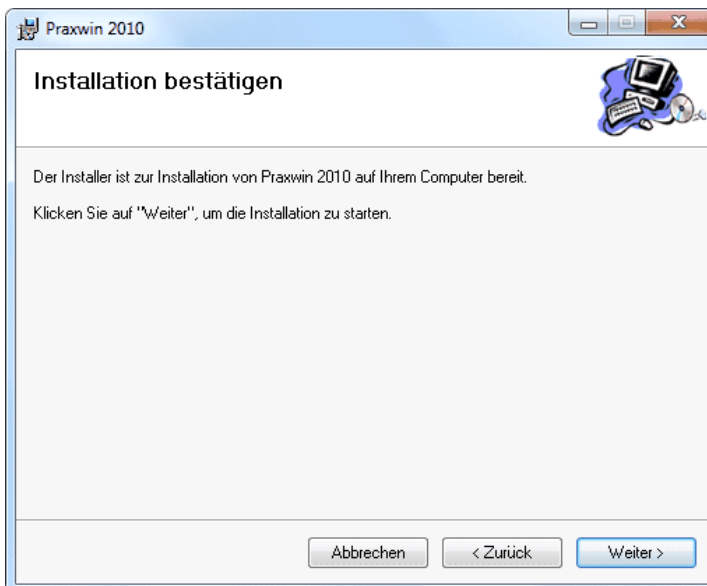 Praxwin 2010
Installation bestätigen
Der Installer ist zur Installation von Praxwin 2010 auf Ihrem Computer bereit.
Klicken Sie auf "Weiter", um die Installation zu starten.
Abbrechen
< Zurück
Weiter >